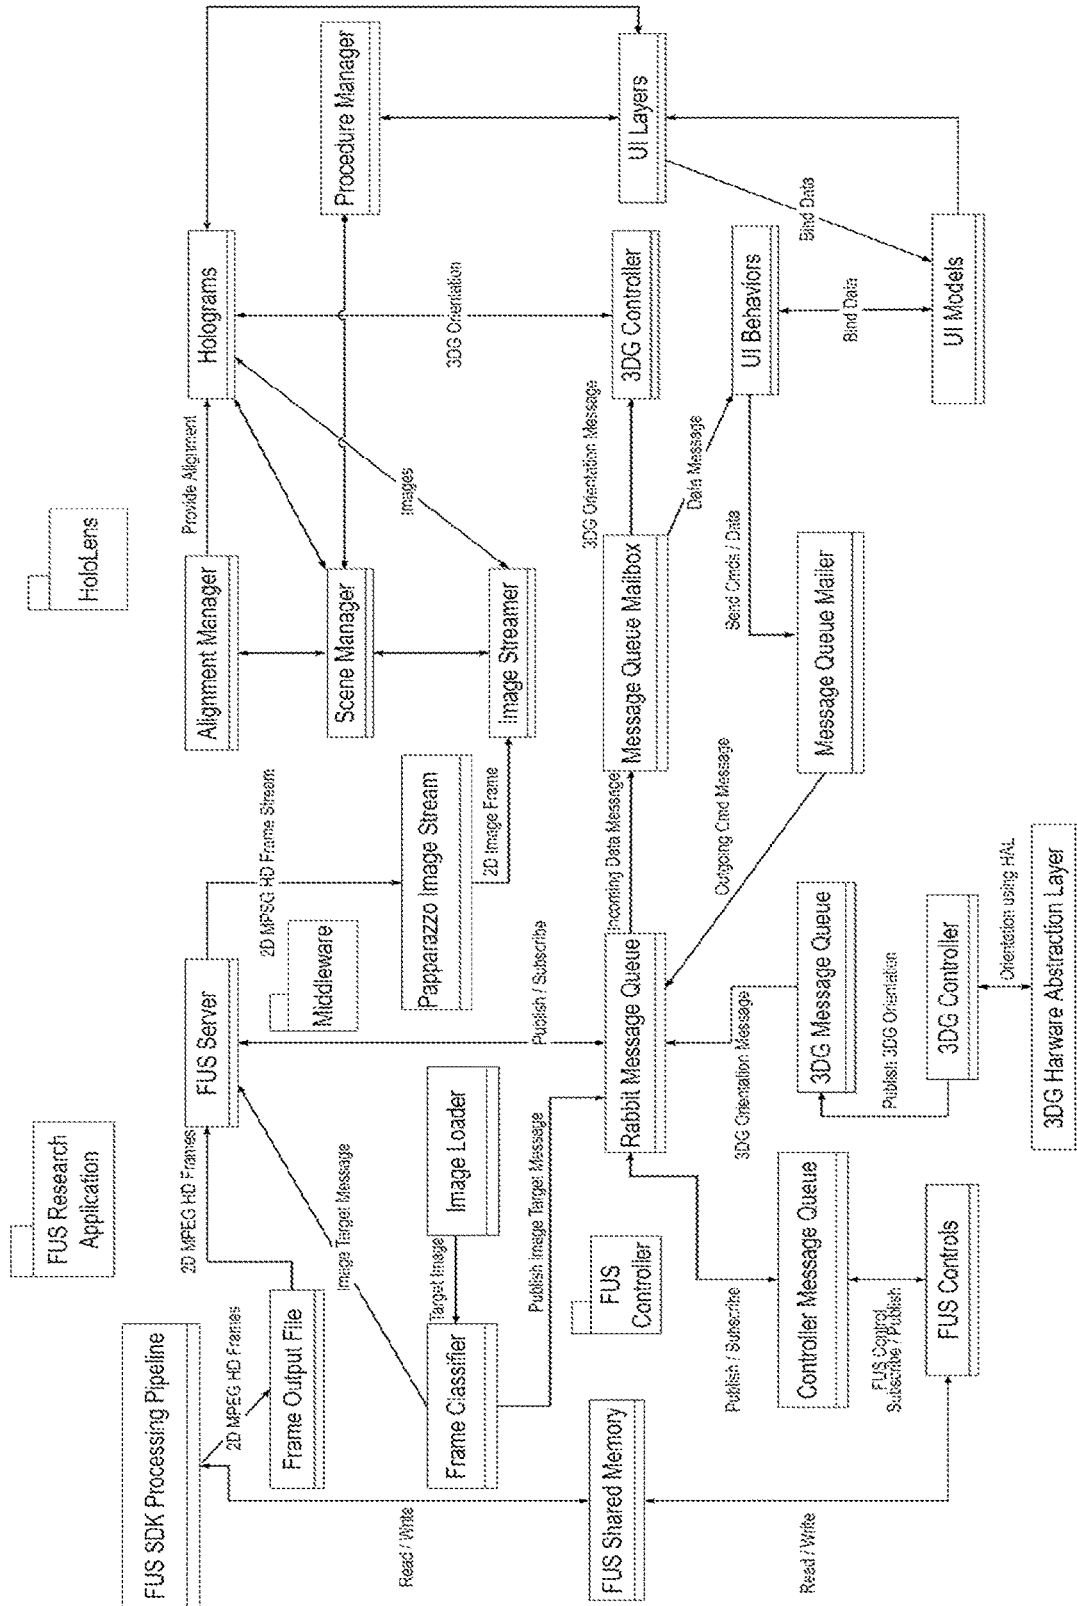 FUS SDK Processing Pipeline
FUS Research
Application
HoloLens
2D MPEG HD Frames
Frame Output File
2D MPEG HD Frames
FUS Server
2D MPSG HD Frame Stream
Middleware
Alignment Manager
Provide Alignment
Holograms
Scene Manager
Procedure Manager
Image Target Message
Papparazzo Image Stream
2D Image Frame
Image Streamer
Images
3DG Orientation
Read / Write
Frame Classifier
Target Image
Image Loader
Publish Image Target Message
Publish / Subscribe
FUS Shared Memory
FUS
Controller
Rabbit Message Queue
Incoming Data Message
Message Queue Mailbox
3DG Orientation Message
3DG Controller
UI Layers
Data Message
Outgoing Cmd Message
Send Cmds / Data
UI Behaviors
Bind Data
Publish / Subscribe
3DG Orientation Message
Controller Message Queue
3DG Message Queue
Message Queue Mailer
Read / Write
FUS Control
Subscribe / Publish
Publish 3DG Orientation
Bind Data
FUS Controls
3DG Controller
UI Models
Orientation using HAL
3DG Harware Abstraction Layer